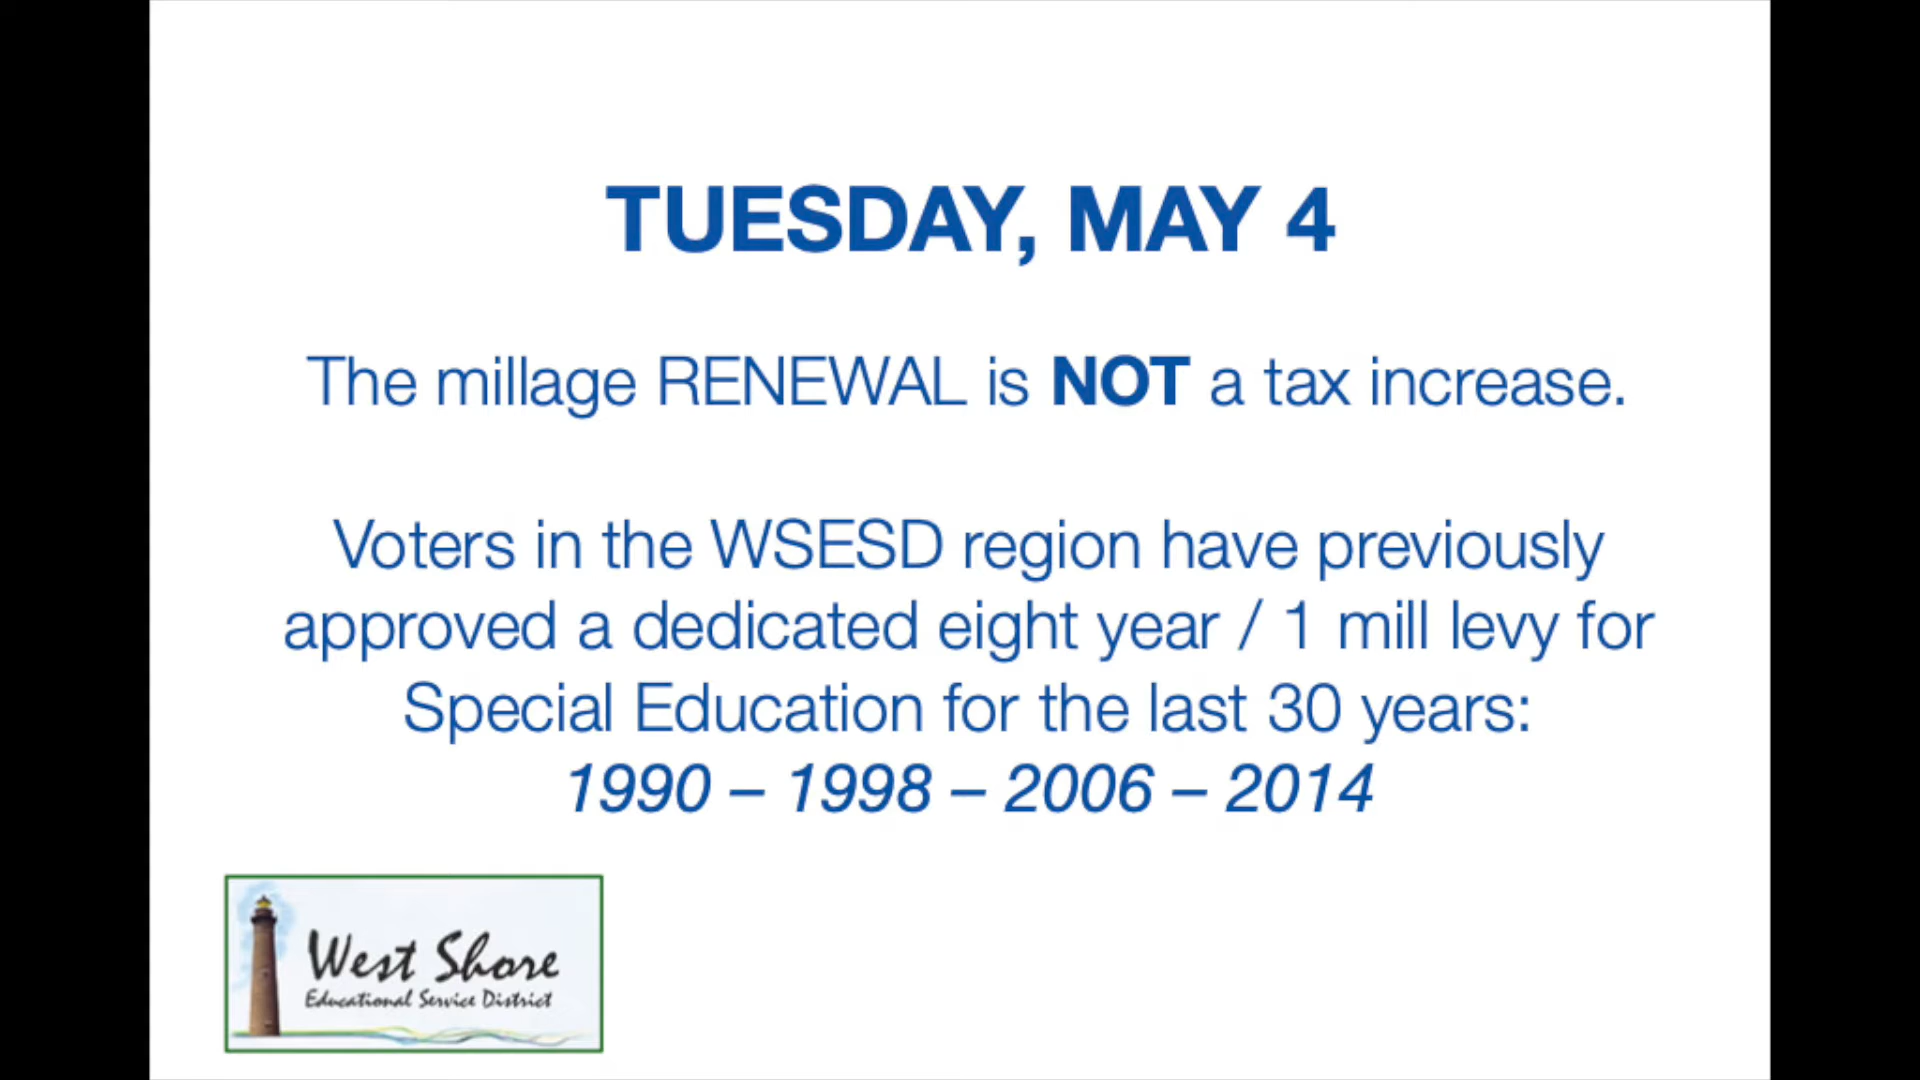 TUESDAY, MAY 4
The millage RENEWAL is NOT a tax increase.
Voters in the WSESD region have previously
approved a dedicated eight year / 1 mill levy for
Special Education for the last 30 years:
1990 – 1998 – 2006 – 2014
West Shore
Educational Service District